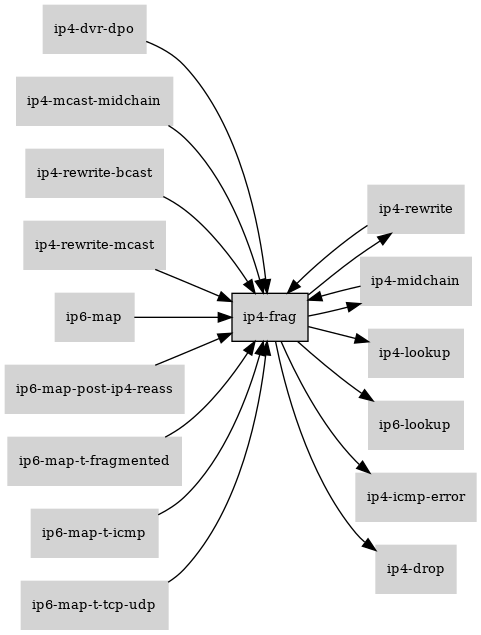 ip4-dvr-dpo
ip4-mcast-midchain
ip4-rewrite-bcast
ip4-rewrite-mcast
ip6-map
ip6-map-post-ip4-reass
ip6-map-t-fragmented
ip6-map-t-icmp
ip6-map-t-tcp-udp
ip4-frag
ip4-rewrite
ip4-midchain
ip4-lookup
ip6-lookup
ip4-icmp-error
ip4-drop